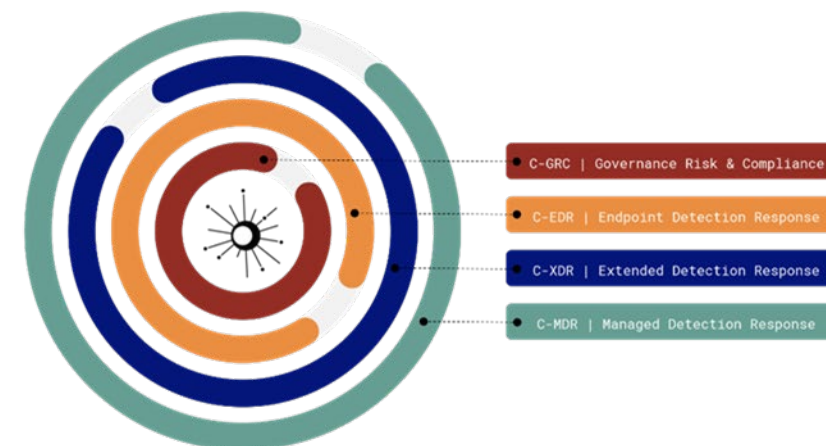 C-GRC | Governance Risk & Compliance
C-EDR | Endpoint Detection Response
C-XDR | Extended Detection Response
C-MDR | Managed Detection Response